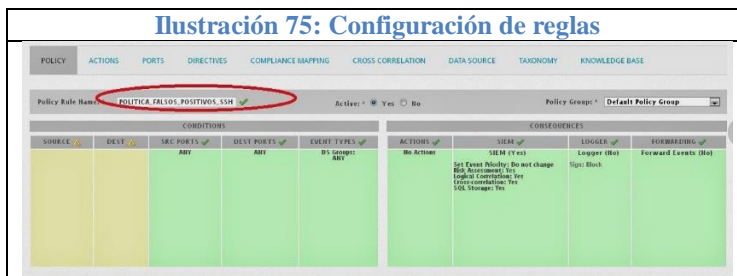 Ilustración 75: Configuración de reglas
POLICY ACTIONS PORTS DIRECTIVES COMPLIANCE MAPPING CROSS CORRELATION DATA SOURCE TAXONOMY KNOWLEDGE BASE
Policy Rule Name: POLITICA_FALSOS_POSITIVOS_SSH Active: * Yes No Policy Group: * Default Policy Group
CONDITIONS CONSEQUENCES
SOURCE DEST SRC PORTS DEST PORTS EVENT TYPES ACTIONS SIEM LOGGER FORWARDING
ANY ANY DS Groups: No Actions SIEM (Yes) Logger (No) Forward Events (No)
ANY
Set Event Priority: Do not change Sign: Block
Risk Assessment: Yes
Logical Correlation: Yes
Cross-correlation: Yes
SQL Storage: Yes